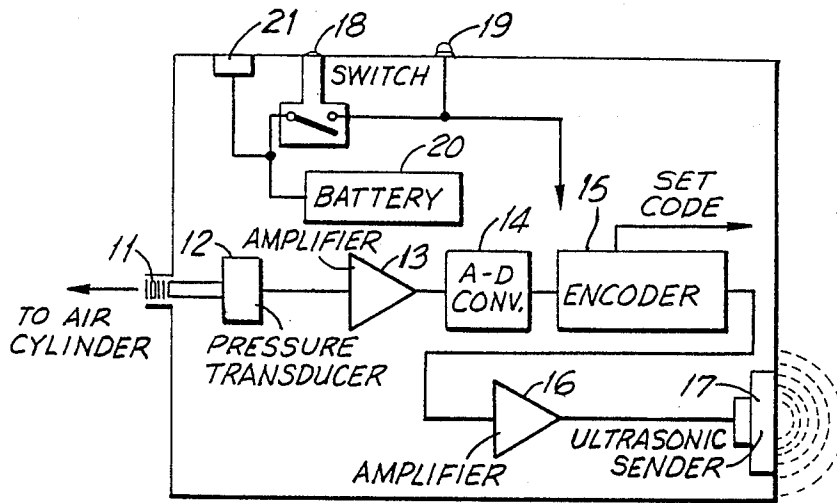 21
18
19
SWITCH
20
BATTERY
15
SET
CODE
14
12
AMPLIFIER
13
11
A-D
CONV.
ENCODER
TO AIR
CYLINDER
PRESSURE
TRANSDUCER
16
17
AMPLIFIER
ULTRASONIC
SENDER